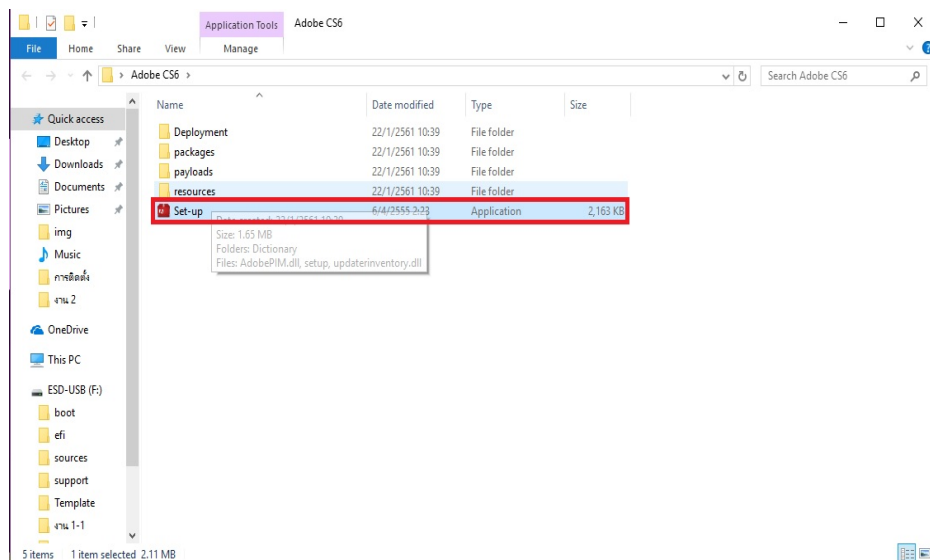 Application Tools Adobe CS6
File Home Share View Manage
Adobe CS6 Search Adobe CS6
Name Date modified Type Size
Quick access
Desktop
Downloads
Documents
Pictures
img
Music
การติดตั้ง
งาน 2
OneDrive
This PC
ESD-USB (F:)
boot
efi
sources
support
Template
งาน 1-1
Deployment 22/1/2561 10:39 File folder
packages 22/1/2561 10:39 File folder
payloads 22/1/2561 10:39 File folder
resources 22/1/2561 10:39 File folder
Set-up 6/4/2555 2:23 Application 2,163 KB
Size: 1.65 MB
Folders: Dictionary
Files: AdobePIM.dll, setup, updaterinventory.dll
5 items 1 item selected 2.11 MB